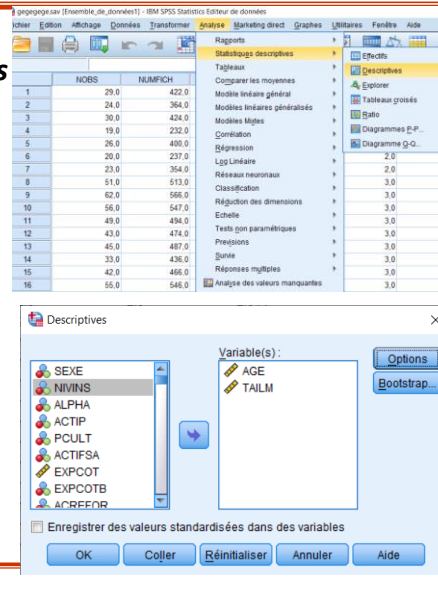 gegegege.sav [Ensemble_de_données1] - IBM SPSS Statistics Editeur de données
ichier Edition Affichage Données Transformer Analyse Marketing direct Graphes Utilitaires Fenêtre Aide
s
Rapports
Statistiques descriptives
Tableaux
Comparer les moyennes
Modèle linéaire général
Modèles linéaires généralisés
Modèles Mixtes
Corrélation
Régression
Log Linéaire
Réseaux neuronaux
Classification
Réduction des dimensions
Echelle
Tests non paramétriques
Prévisions
Survie
Réponses multiples
Analyse des valeurs manquantes
Effectifs
Descriptives
Explorer
Tableaux croisés
Ratio
Diagrammes P-P...
Diagramme Q-Q...
NOBS NUMFICH
1 29,0 422,0
2 24,0 364,0
3 30,0 424,0
4 19,0 232,0
5 26,0 400,0
6 20,0 237,0 2,0
7 23,0 354,0 2,0
8 51,0 513,0 3,0
9 62,0 566,0 3,0
10 56,0 547,0 3,0
11 49,0 494,0 3,0
12 43,0 474,0 3,0
13 45,0 487,0 3,0
14 33,0 436,0 3,0
15 42,0 466,0 3,0
16 55,0 546,0 3,0
Descriptives
Variable(s) :
SEXE
NIVINS
ALPHA
ACTIP
PCULT
ACTIFSA
EXPCOT
EXPCOTB
ACREFOR
AGE
TAILM
Options
Bootstrap...
Enregistrer des valeurs standardisées dans des variables
OK Coller Réinitialiser Annuler Aide